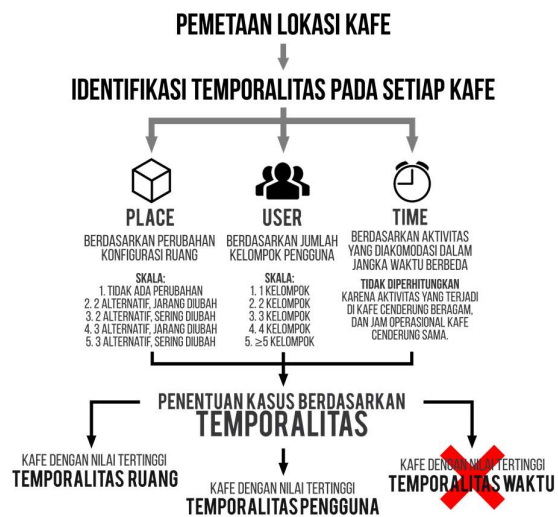 PEMETAAN LOKASI KAFE
IDENTIFIKASI TEMPORALITAS PADA SETIAP KAFE
PLACE
BERDASARKAN PERUBAHAN
KONFIGURASI RUANG
SKALA:
1. TIDAK ADA PERUBAHAN
2. 2 ALTERNATIF, JARANG DIUBAH
3. 2 ALTERNATIF, SERING DIUBAH
4. 3 ALTERNATIF, JARANG DIUBAH
5. 3 ALTERNATIF, SERING DIUBAH
USER
BERDASARKAN JUMLAH
KELOMPOK PENGGUNA
SKALA:
1. 1 KELOMPOK
2. 2 KELOMPOK
3. 3 KELOMPOK
4. 4 KELOMPOK
5. ≥5 KELOMPOK
TIME
BERDASARKAN AKTIVITAS
YANG DIAKOMODASI DALAM
JANGKA WAKTU BERBEDA
TIDAK DIPERHITUNGKAN
KARENA AKTIVITAS YANG TERJADI
DI KAFE CENDERUNG BERAGAM,
DAN JAM OPERASIONAL KAFE
CENDERUNG SAMA.
PENENTUAN KASUS BERDASARKAN
TEMPORALITAS
KAFE DENGAN NILAI TERTINGGI
TEMPORALITAS RUANG
KAFE DENGAN NILAI TERTINGGI
TEMPORALITAS PENGGUNA
KAFE DENGAN NILAI TERTINGGI
TEMPORALITAS WAKTU